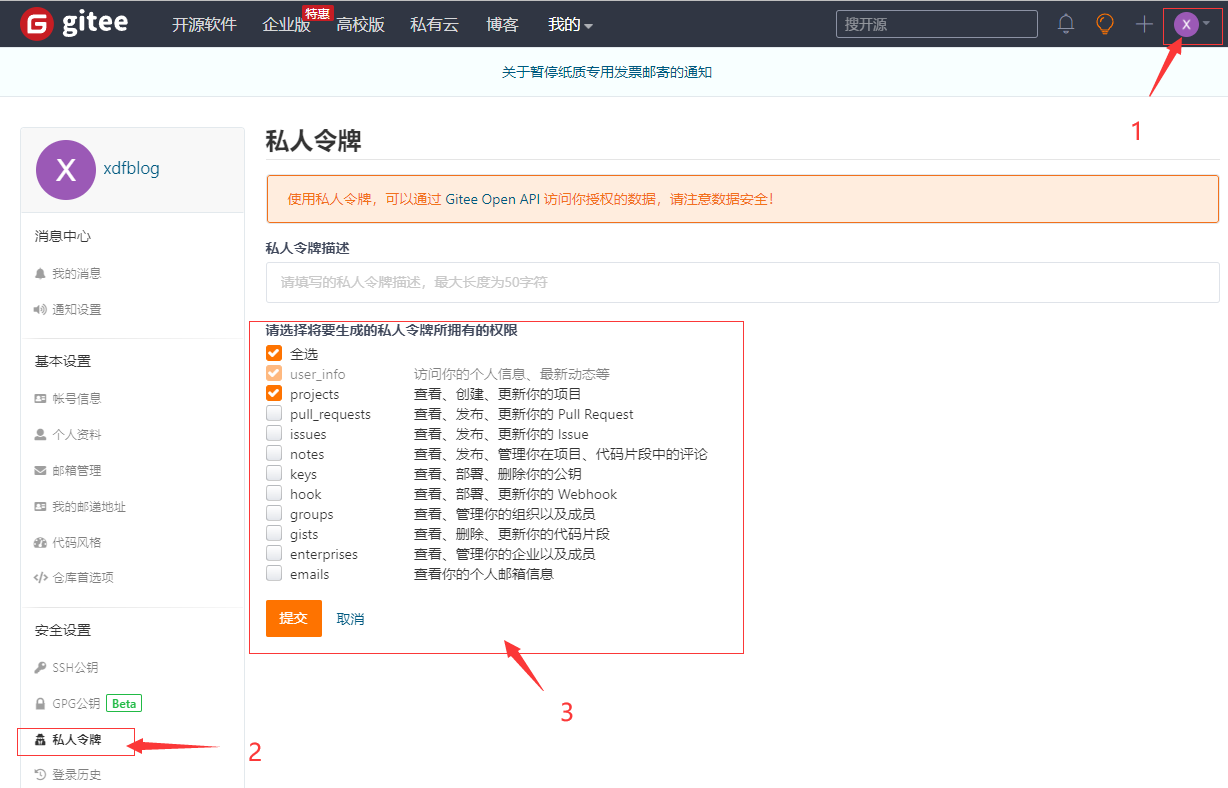 gitee 开源软件 企业版 特惠 高校版 私有云 博客 我的 搜开源 X
关于暂停纸质专用发票邮寄的通知
1
X xdfblog
消息中心
我的消息
通知设置
基本设置
帐号信息
个人资料
邮箱管理
我的邮递地址
代码风格
仓库首选项
安全设置
SSH公钥
GPG公钥 Beta
私人令牌
2
登录历史
私人令牌
使用私人令牌，可以通过 Gitee Open API 访问你授权的数据，请注意数据安全！
私人令牌描述
请填写的私人令牌描述，最大长度为50字符
请选择将要生成的私人令牌所拥有的权限
全选
user_info 访问你的个人信息、最新动态等
projects 查看、创建、更新你的项目
pull_requests 查看、发布、更新你的 Pull Request
issues 查看、发布、更新你的 Issue
notes 查看、发布、管理你在项目、代码片段中的评论
keys 查看、部署、删除你的公钥
hook 查看、部署、更新你的 Webhook
groups 查看、管理你的组织以及成员
gists 查看、删除、更新你的代码片段
enterprises 查看、管理你的企业以及成员
emails 查看你的个人邮箱信息
提交 取消
3